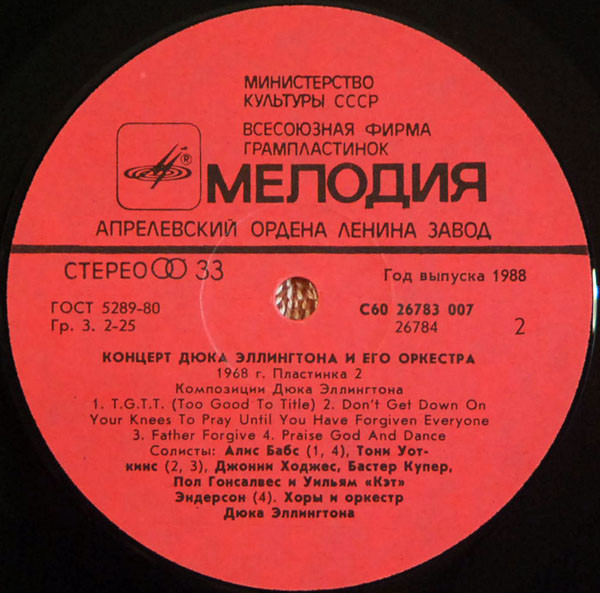 МИНИСТЕРСТВО
КУЛЬТУРЫ СССР
ВСЕСОЮЗНАЯ ФИРМА
ГРАМПЛАСТИНОК
®
МЕЛОДИЯ
АПРЕЛЕВСКИЙ ОРДЕНА ЛЕНИНА ЗАВОД
СТЕРЕО 33
Год выпуска 1988
ГОСТ 5289-80
Гр. 3. 2-25
С60 26783 007
26784
2
КОНЦЕРТ ДЮКА ЭЛЛИНГТОНА И ЕГО ОРКЕСТРА
1968 г. Пластинка 2
Композиции Дюка Эллингтона
1. T.G.T.T. (Too Good To Title) 2. Don't Get Down On
Your Knees To Pray Until You Have Forgiven Everyone
3. Father Forgive 4. Praise God And Dance
Солисты: Алис Бабс (1, 4), Тони Уот-
кинс (2, 3), Джонни Ходжес, Бастер Купер,
Пол Гонсалвес и Уильям «Кэт»
Эндерсон (4). Хоры и оркестр
Дюка Эллингтона